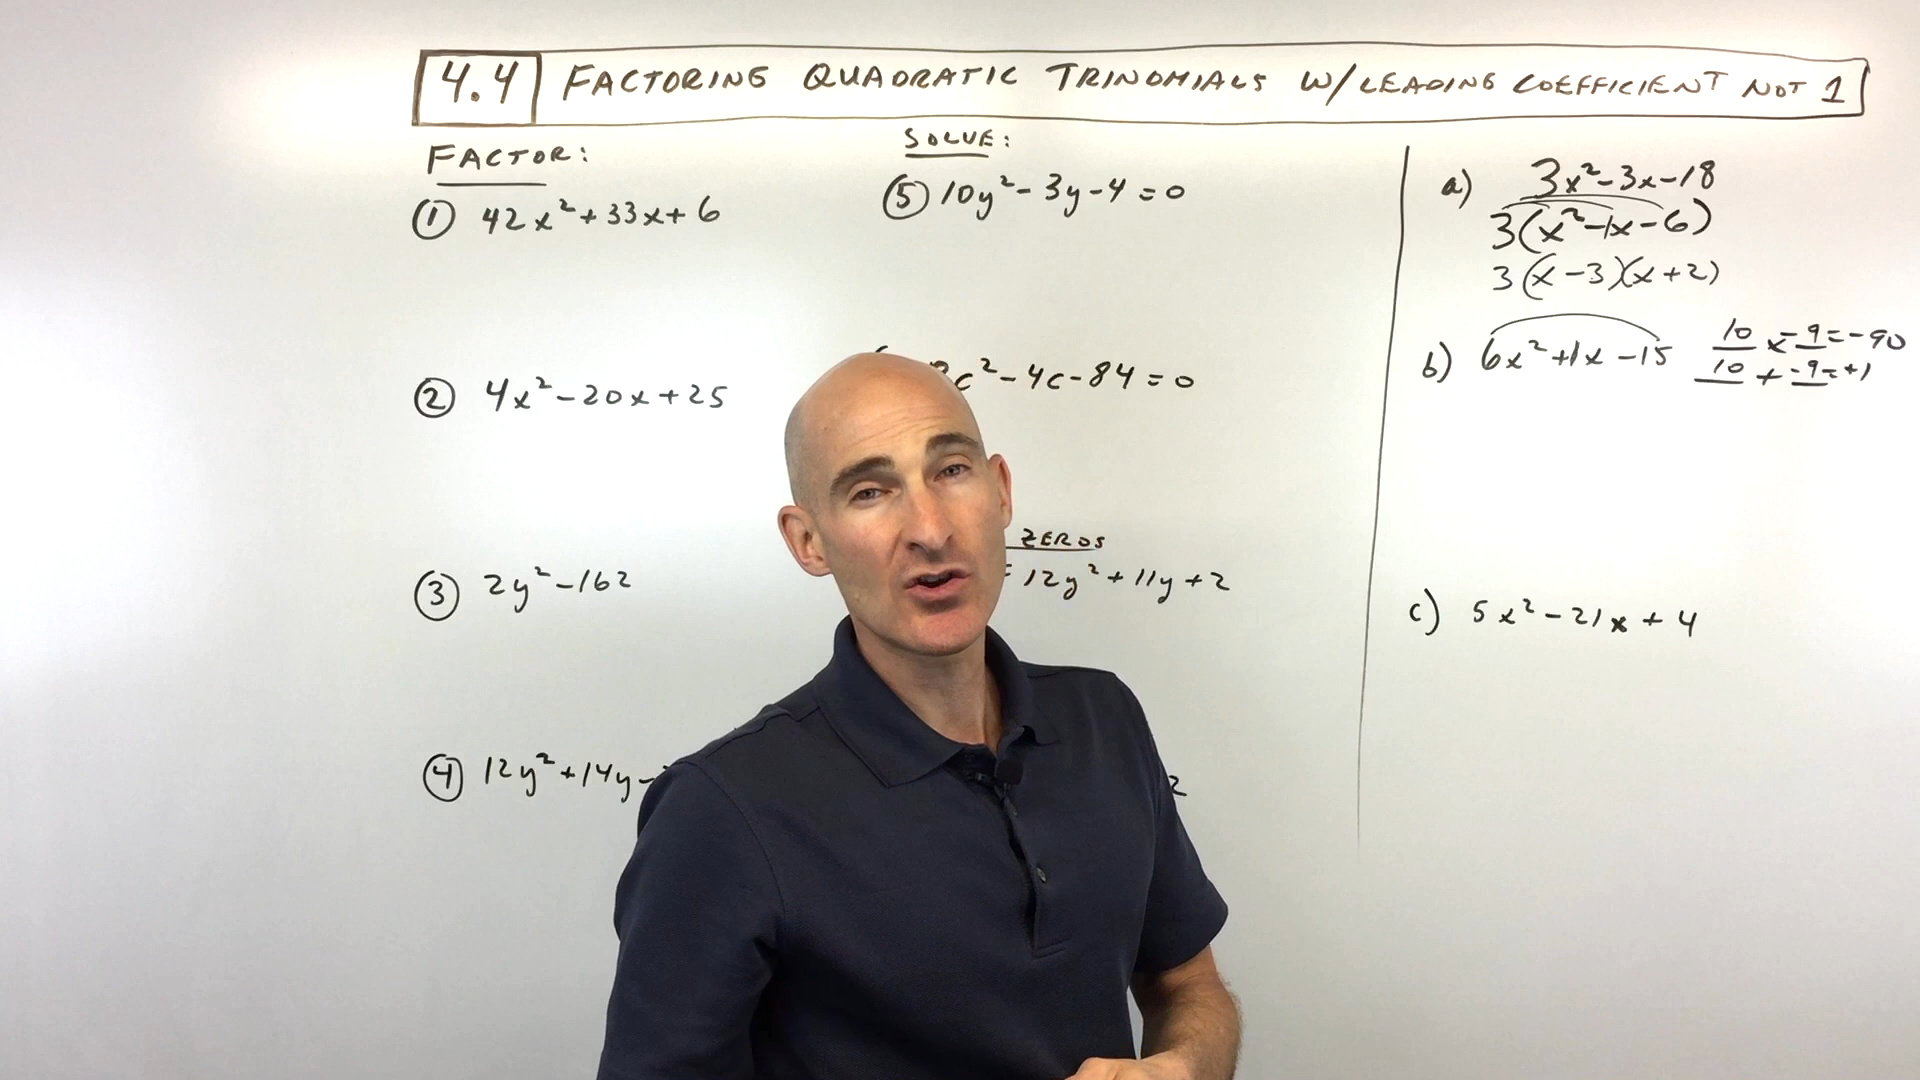 4.4 FACTORING QUADRATIC TRINOMIALS W/ LEADING COEFFICIENT NOT 1
FACTOR:
① 42x²+33x+6
② 4x²-20x+25
③ 2y²-162
④ 12y²+14y-
SOLVE:
⑤ 10y²-3y-4=0
c²-4c-84=0
ZEROS
= 12y²+11y+2
2
a) 3x²-3x-18
3(x²-1x-6)
3(x-3)(x+2)
b) 6x²+1x-15
10 x -9 = -90
10 + -9 = +1
c) 5x²-21x+4